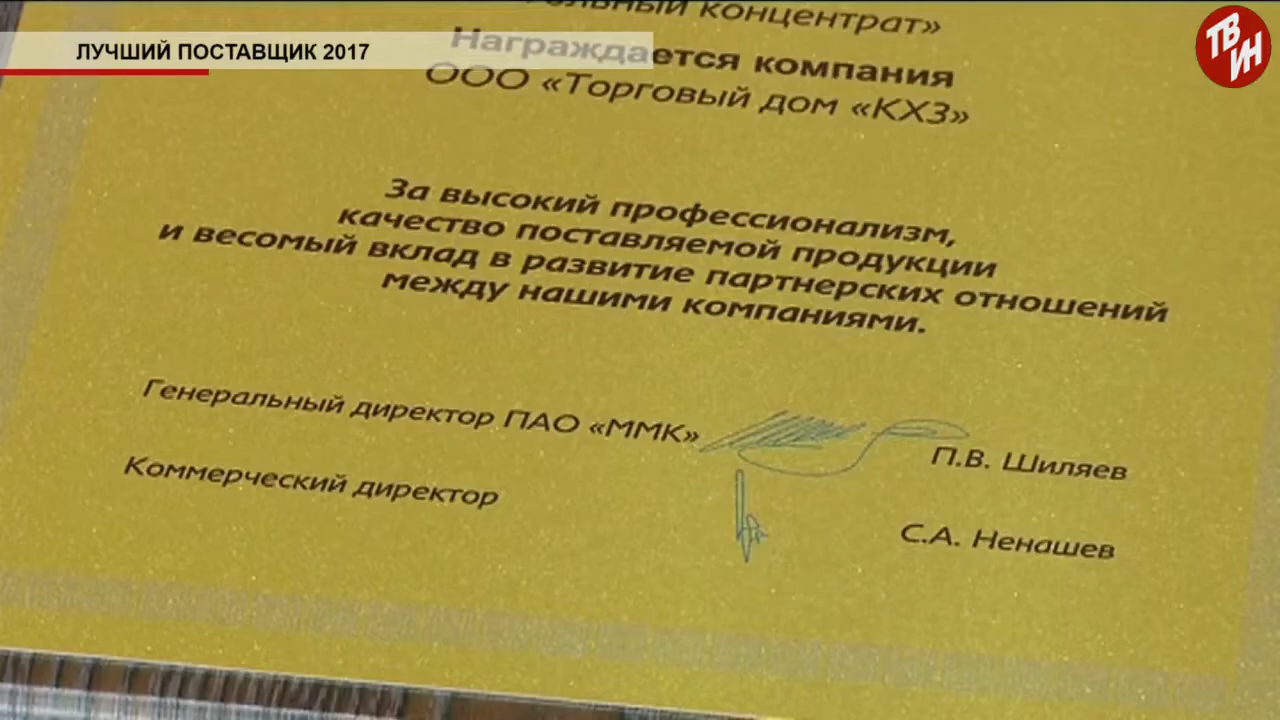 концентрат»
ЛУЧШИЙ ПОСТАВЩИК 2017
Награждается компания
ООО «Торговый дом «КХЗ»
За высокий профессионализм,
качество поставляемой продукции
и весомый вклад в развитие партнерских отношений
между нашими компаниями.
Генеральный директор ПАО «ММК»
П.В. Шиляев
Коммерческий директор
С.А. Ненашев
ТВ
ИН